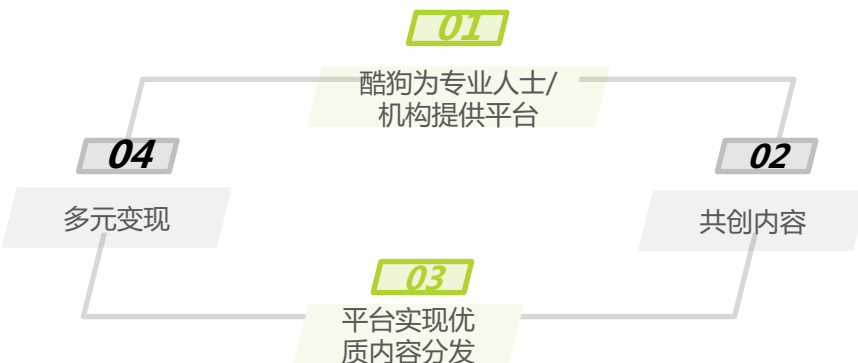 01
酷狗为专业人士/
机构提供平台
04
多元变现
02
共创内容
03
平台实现优
质内容分发